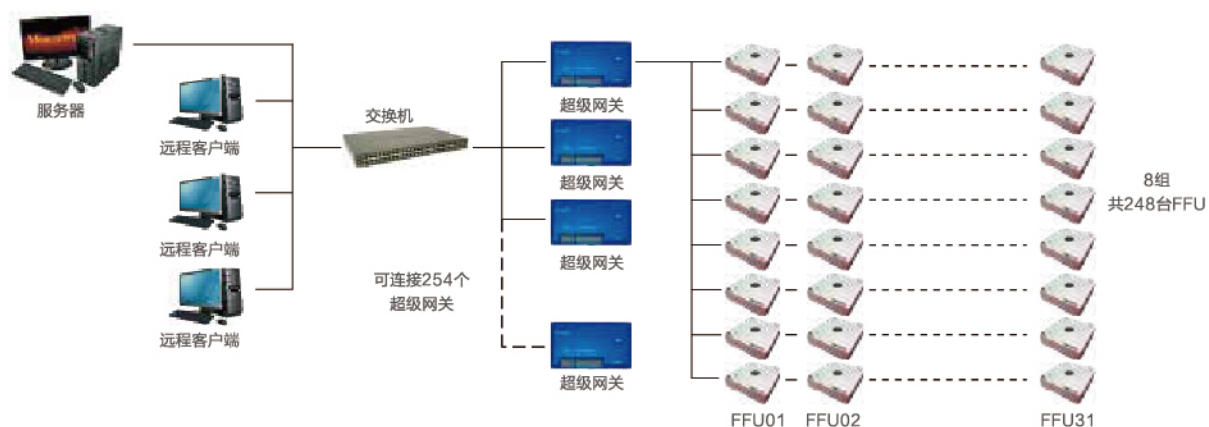 服务器
远程客户端
远程客户端
远程客户端
交换机
可连接254个
超级网关
超级网关
超级网关
超级网关
超级网关
8组
共248台FFU
FFU01
FFU02
FFU31